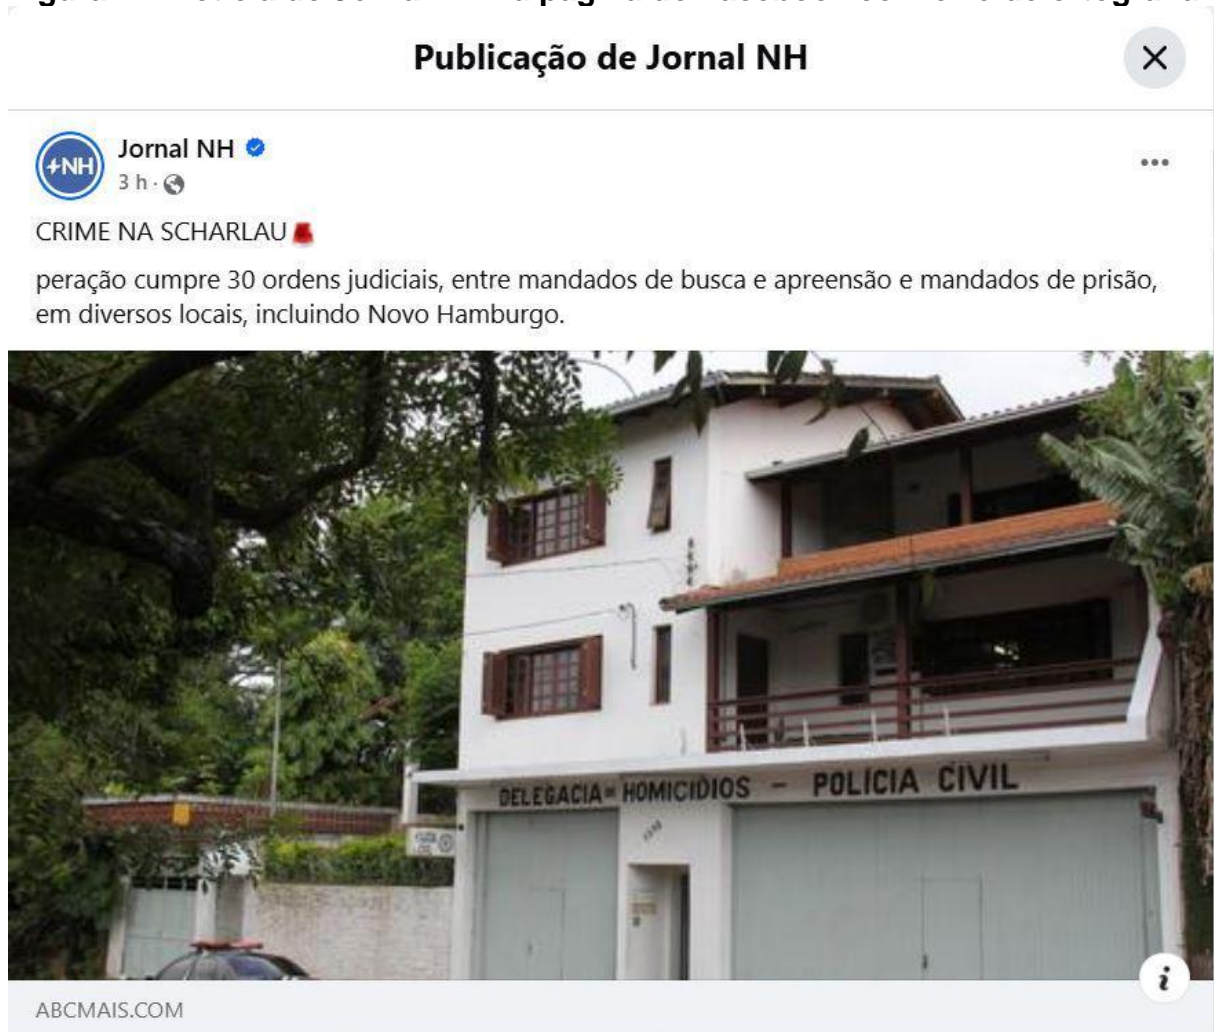 Publicação de Jornal NH
+NH
Jornal NH
3 h ·
CRIME NA SCHARLAU
peração cumpre 30 ordens judiciais, entre mandados de busca e apreensão e mandados de prisão,
em diversos locais, incluindo Novo Hamburgo.
DELEGACIA DE HOMICIDIOS - POLÍCIA CIVIL
ABCMAIS.COM